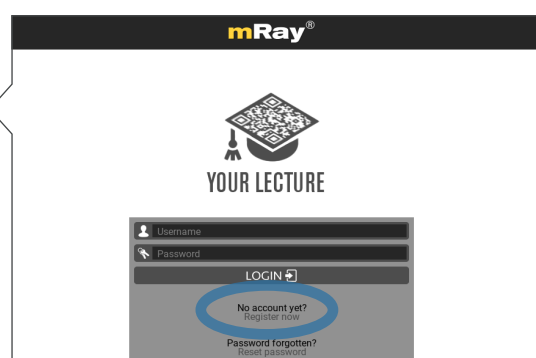 mRay®
YOUR LECTURE
Username
Password
LOGIN
No account yet?
Register now
Password forgotten?
Reset password